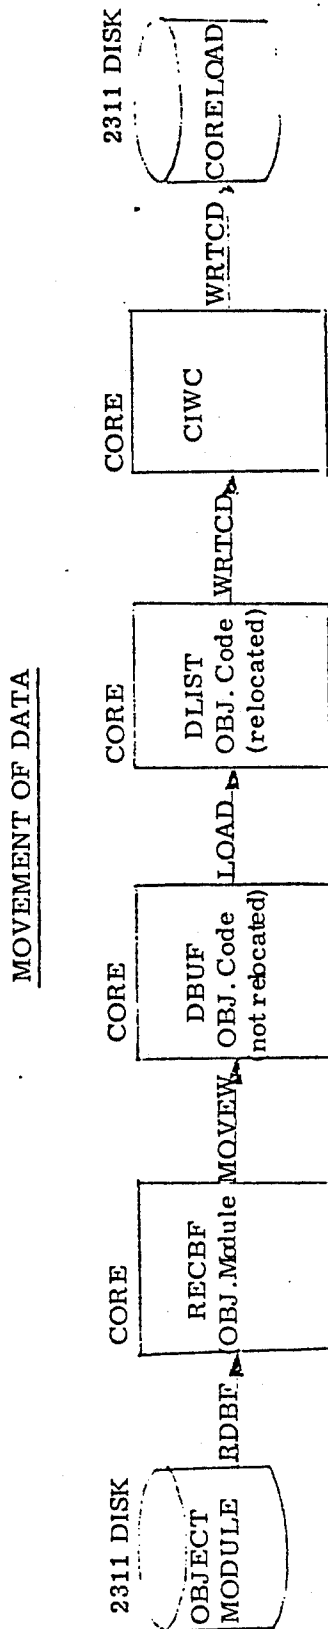 MOVEMENT OF DATA
2311 DISK
OBJECT
MODULE
RDBF
CORE
RECBF
(OBJ.Module
MOVEW
CORE
DBUF
OBJ. Code
(not relocated)
LOAD
CORE
DLIST
OBJ. Code
(relocated)
WRTCD
CORE
CIWC
WRTCD
2311 DISK
CORELOAD